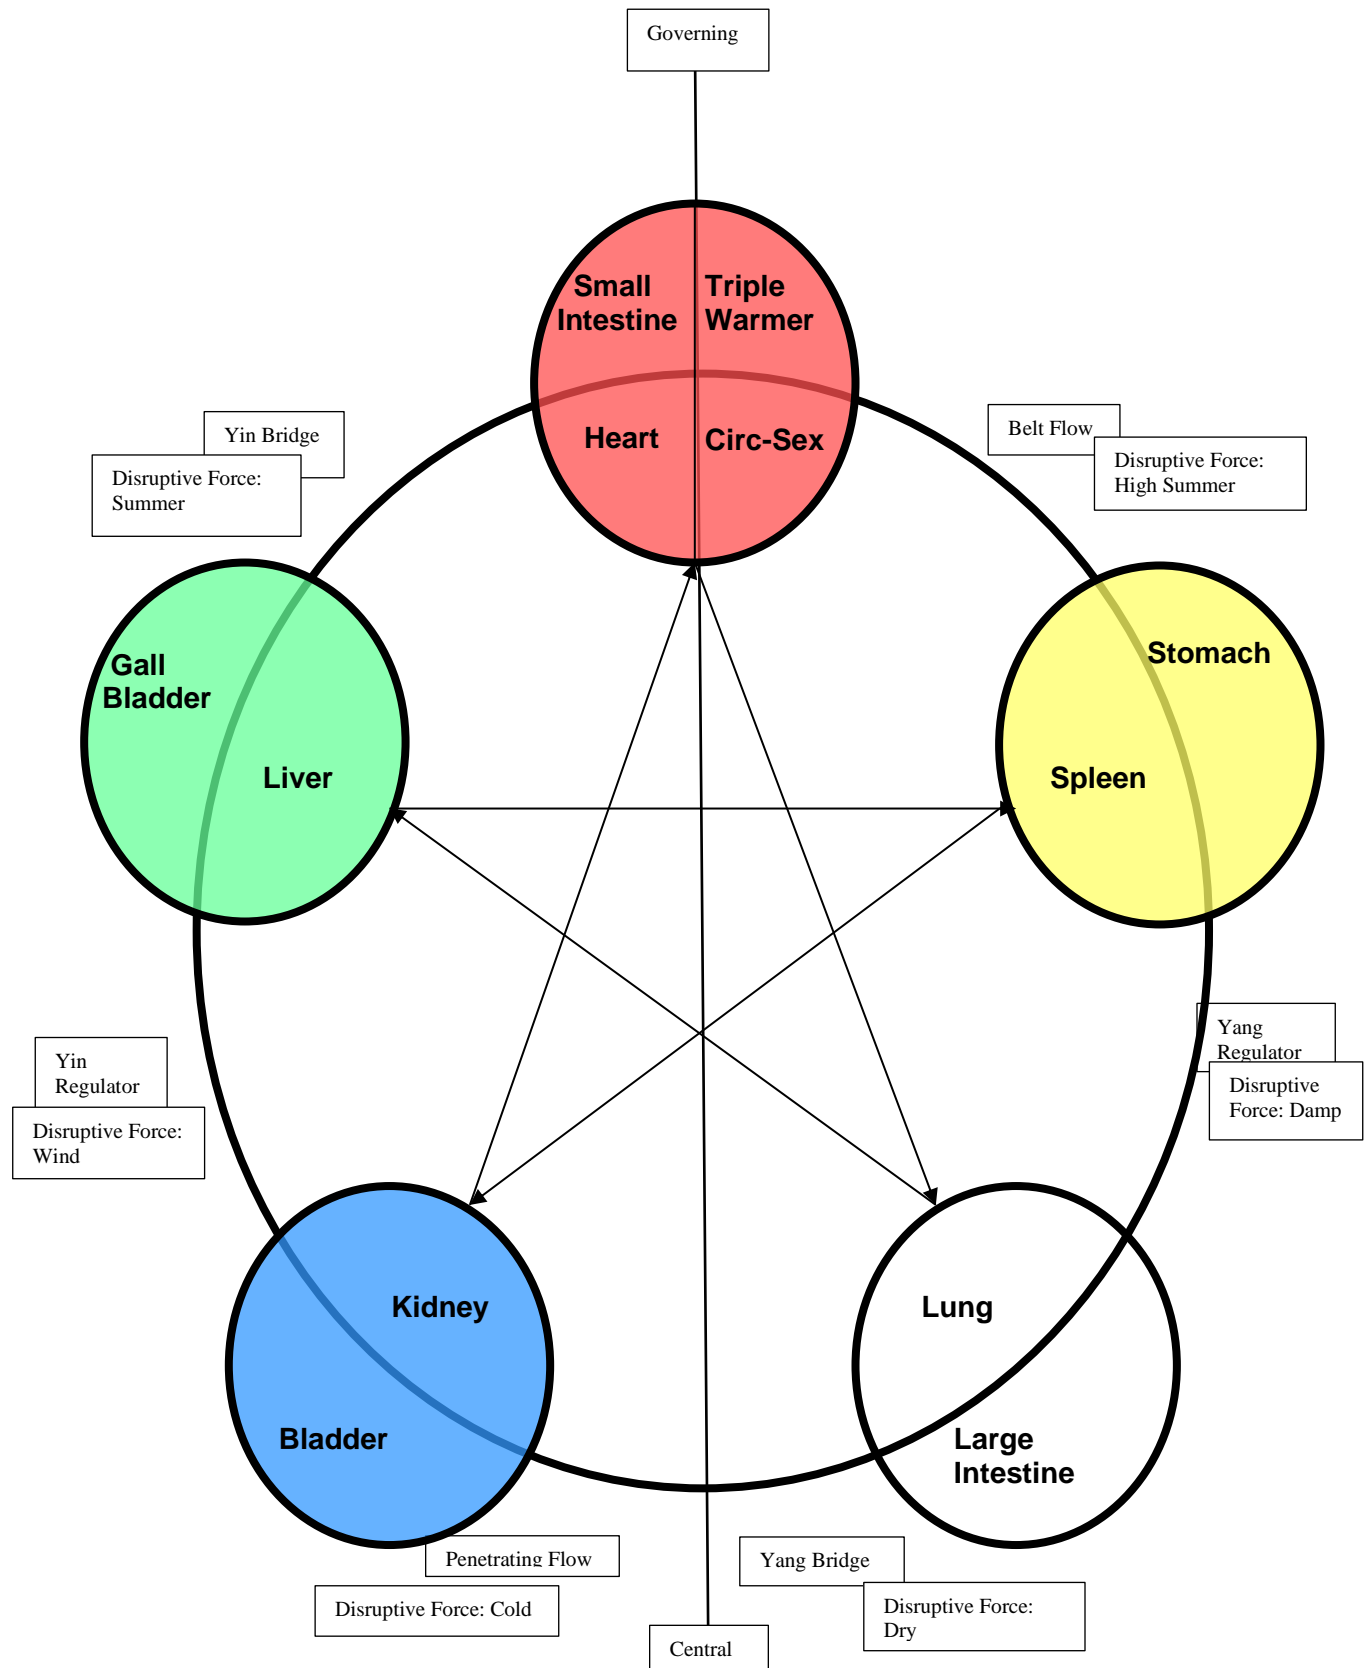 Governing
Small
Intestine
Triple
Warmer
Heart
Circ-Sex
Yin Bridge
Disruptive Force:
Summer
Belt Flow
Disruptive Force:
High Summer
Gall
Bladder
Liver
Stomach
Spleen
Yin
Regulator
Disruptive Force:
Wind
Yang
Regulator
Disruptive
Force: Damp
Kidney
Bladder
Lung
Large
Intestine
Penetrating Flow
Disruptive Force: Cold
Yang Bridge
Disruptive Force:
Dry
Central